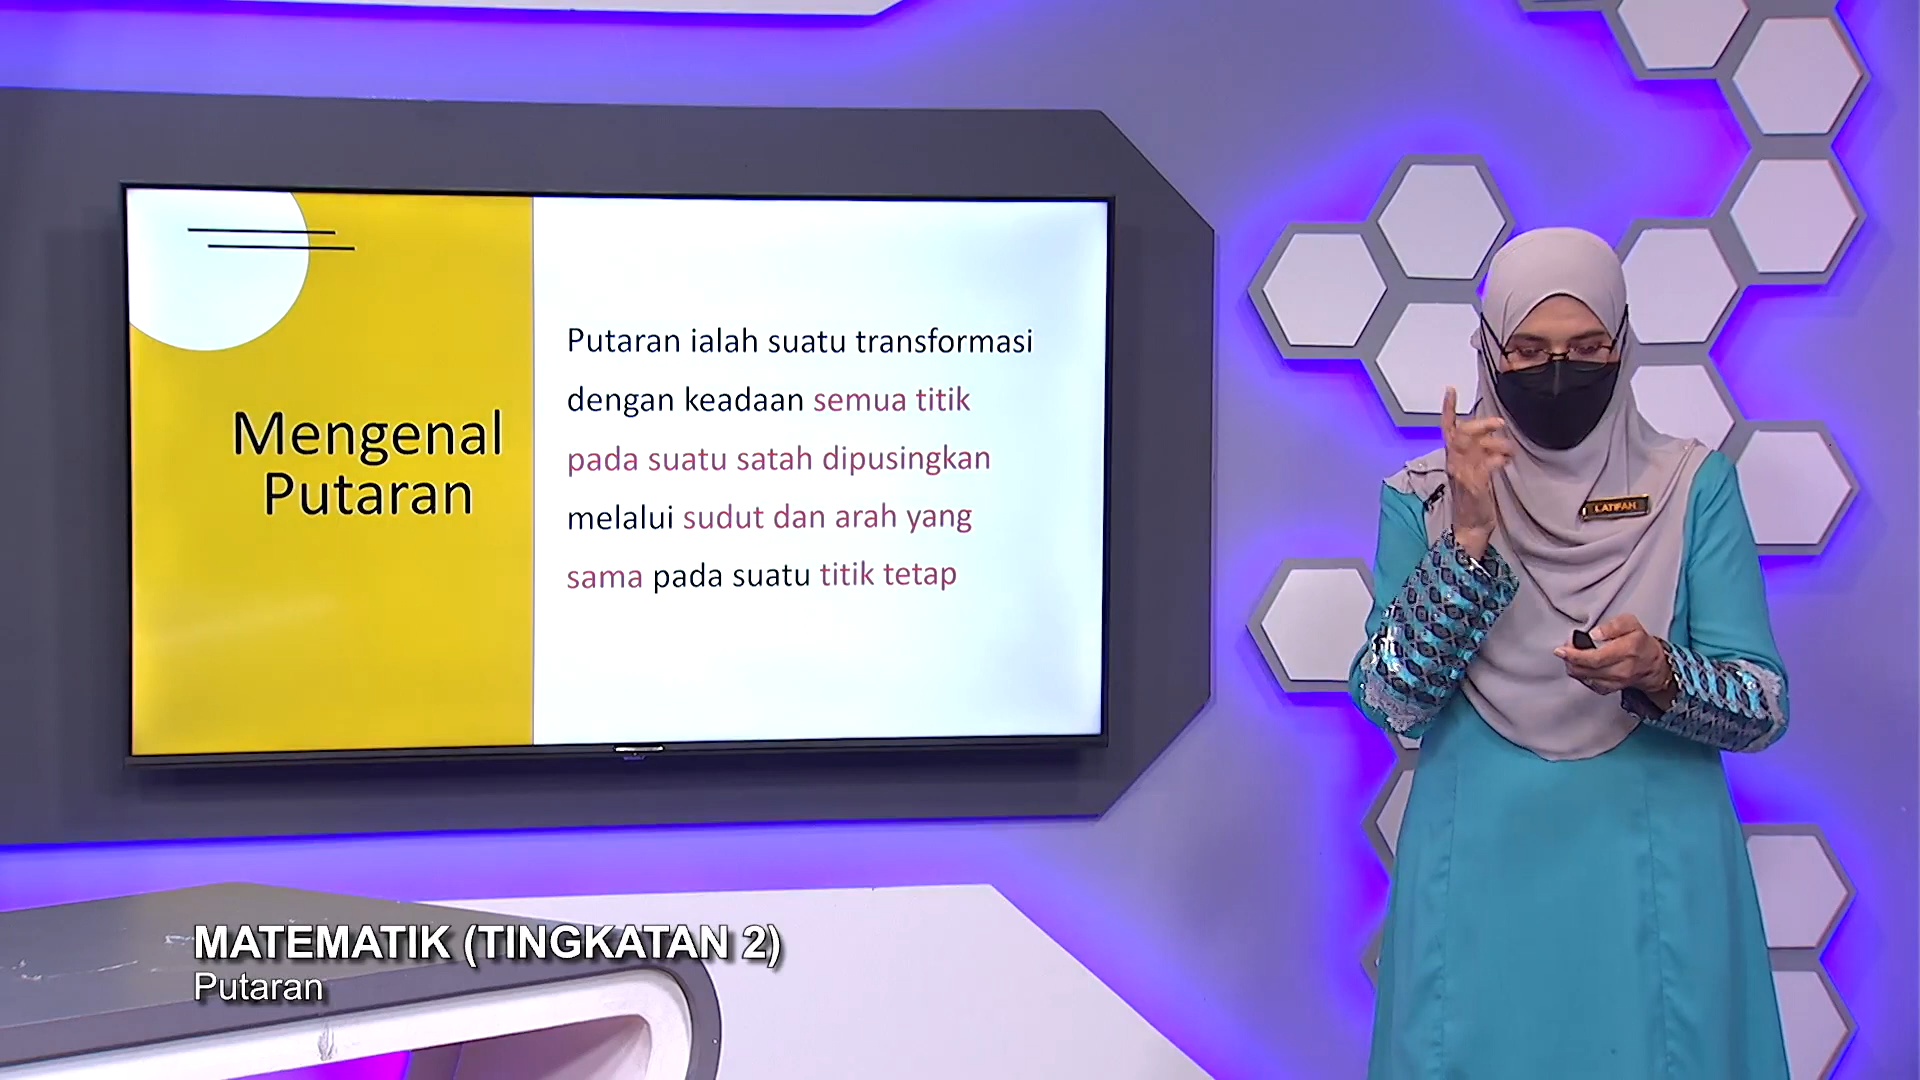 Mengenal
Putaran
Putaran ialah suatu transformasi
dengan keadaan semua titik
pada suatu satah dipusingkan
melalui sudut dan arah yang
sama pada suatu titik tetap
LATIFAH
MATEMATIK (TINGKATAN 2)
Putaran